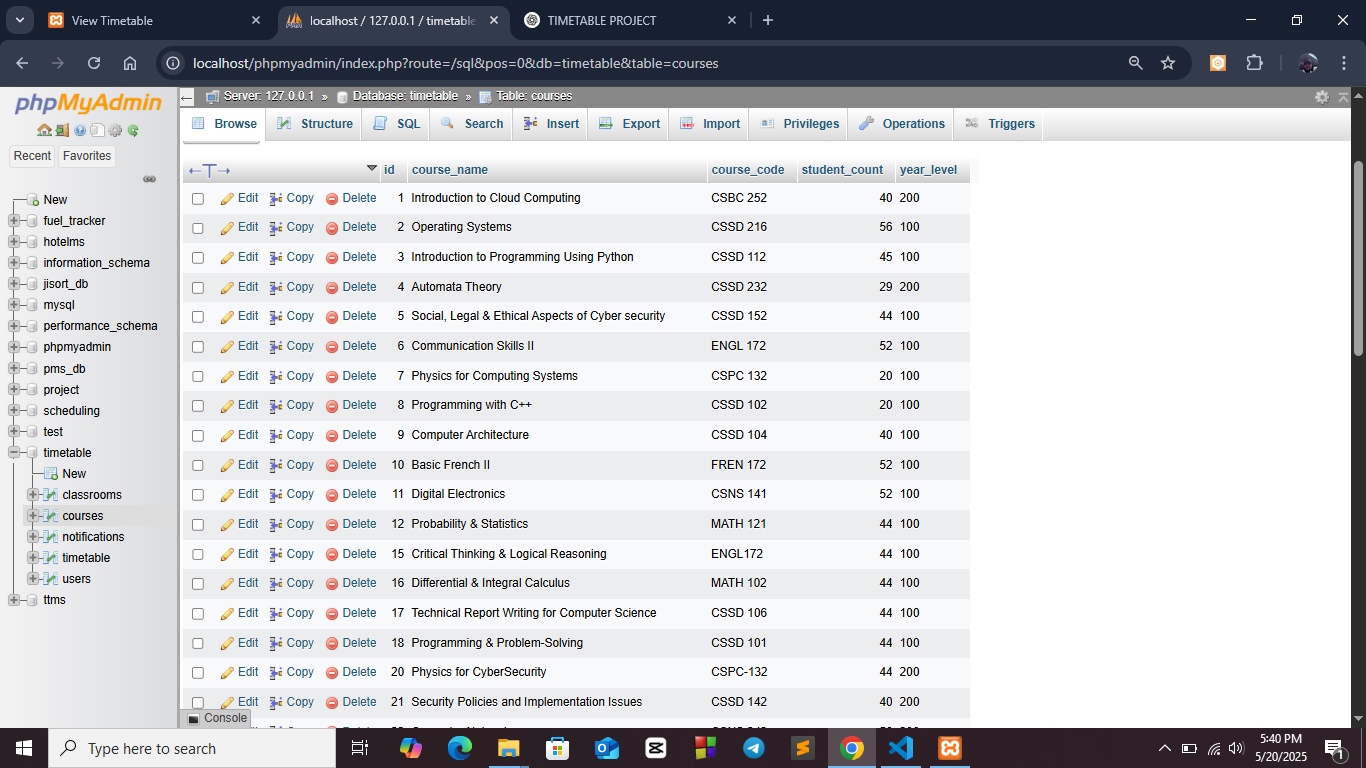 View Timetable
localhost / 127.0.0.1 / timetable
TIMETABLE PROJECT
localhost/phpmyadmin/index.php?route=/sql&pos=0&db=timetable&table=courses
phpMyAdmin
Recent Favorites
New
fuel_tracker
hotelms
information_schema
jisort_db
mysql
performance_schema
phpmyadmin
pms_db
project
scheduling
test
timetable
New
classrooms
courses
notifications
timetable
users
ttms
Server: 127.0.0.1 » Database: timetable » Table: courses
Browse Structure SQL Search Insert Export Import Privileges Operations Triggers
id course_name course_code student_count year_level
Edit Copy Delete 1 Introduction to Cloud Computing CSBC 252 40 200
Edit Copy Delete 2 Operating Systems CSSD 216 56 100
Edit Copy Delete 3 Introduction to Programming Using Python CSSD 112 45 100
Edit Copy Delete 4 Automata Theory CSSD 232 29 200
Edit Copy Delete 5 Social, Legal & Ethical Aspects of Cyber security CSSD 152 44 100
Edit Copy Delete 6 Communication Skills II ENGL 172 52 100
Edit Copy Delete 7 Physics for Computing Systems CSPC 132 20 100
Edit Copy Delete 8 Programming with C++ CSSD 102 20 100
Edit Copy Delete 9 Computer Architecture CSSD 104 40 100
Edit Copy Delete 10 Basic French II FREN 172 52 100
Edit Copy Delete 11 Digital Electronics CSNS 141 52 100
Edit Copy Delete 12 Probability & Statistics MATH 121 44 100
Edit Copy Delete 15 Critical Thinking & Logical Reasoning ENGL172 44 100
Edit Copy Delete 16 Differential & Integral Calculus MATH 102 44 100
Edit Copy Delete 17 Technical Report Writing for Computer Science CSSD 106 44 100
Edit Copy Delete 18 Programming & Problem-Solving CSSD 101 44 100
Edit Copy Delete 20 Physics for CyberSecurity CSPC-132 44 200
Edit Copy Delete 21 Security Policies and Implementation Issues CSSD 142 40 200
Console
Type here to search
5:40 PM
5/20/2025
1